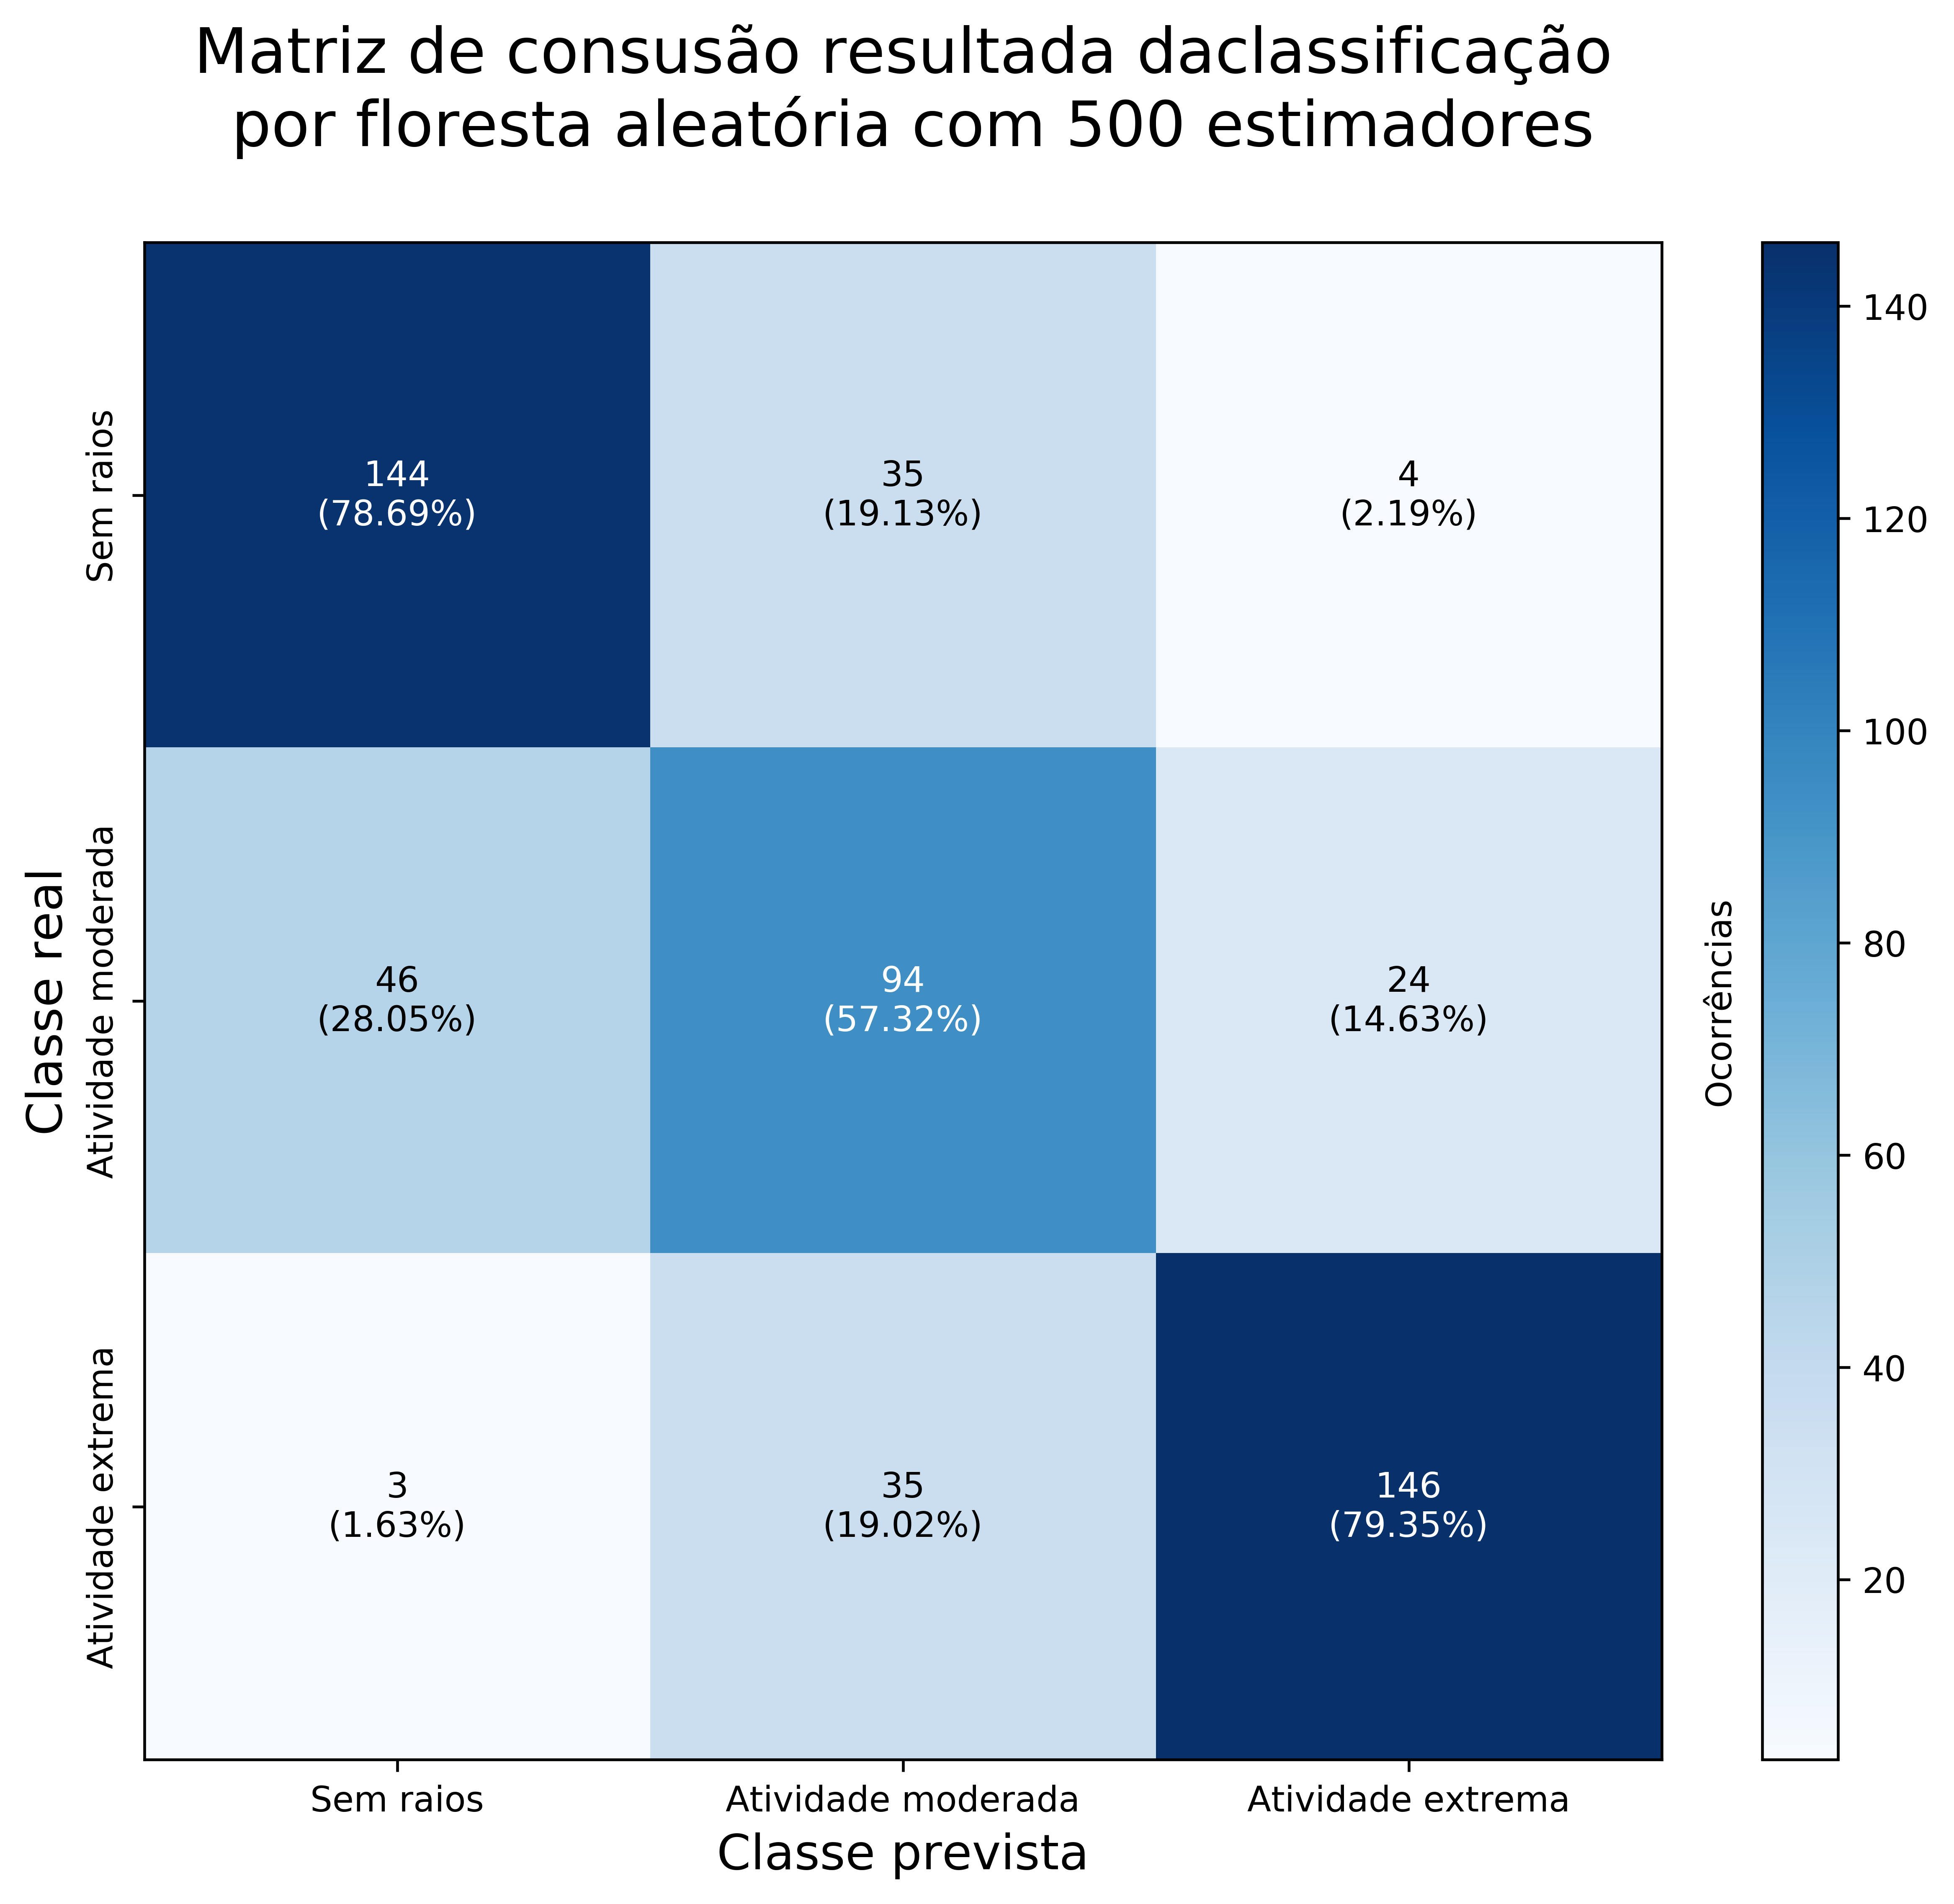 Matriz de consusão resultada daclassificação
por floresta aleatória com 500 estimadores
Classe real
Sem raios
Atividade moderada
Atividade extrema
144
(78.69%)
35
(19.13%)
4
(2.19%)
46
(28.05%)
94
(57.32%)
24
(14.63%)
3
(1.63%)
35
(19.02%)
146
(79.35%)
Sem raios
Atividade moderada
Atividade extrema
Classe prevista
Ocorrências
140
120
100
80
60
40
20